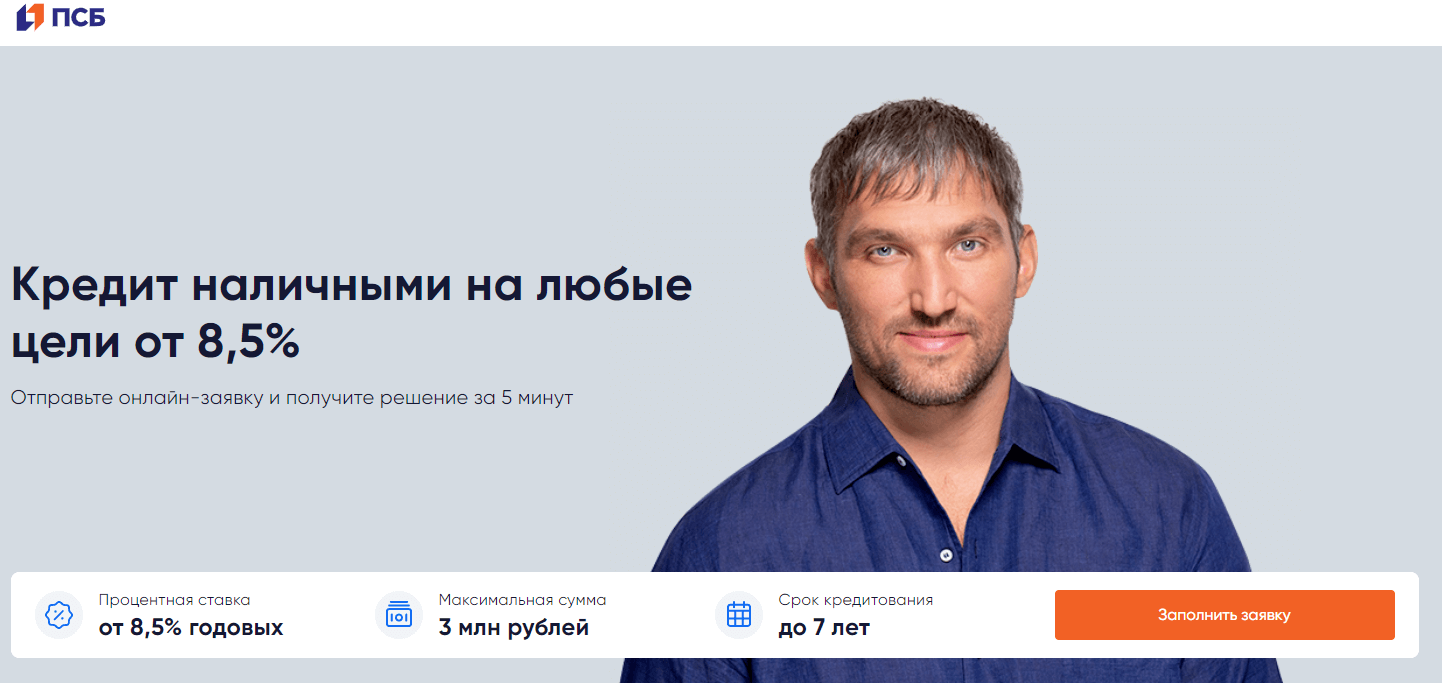 ПСБ
Кредит наличными на любые
цели от 8,5%
Отправьте онлайн-заявку и получите решение за 5 минут
Процентная ставка
от 8,5% годовых
Максимальная сумма
3 млн рублей
Срок кредитования
до 7 лет
Заполнить заявку